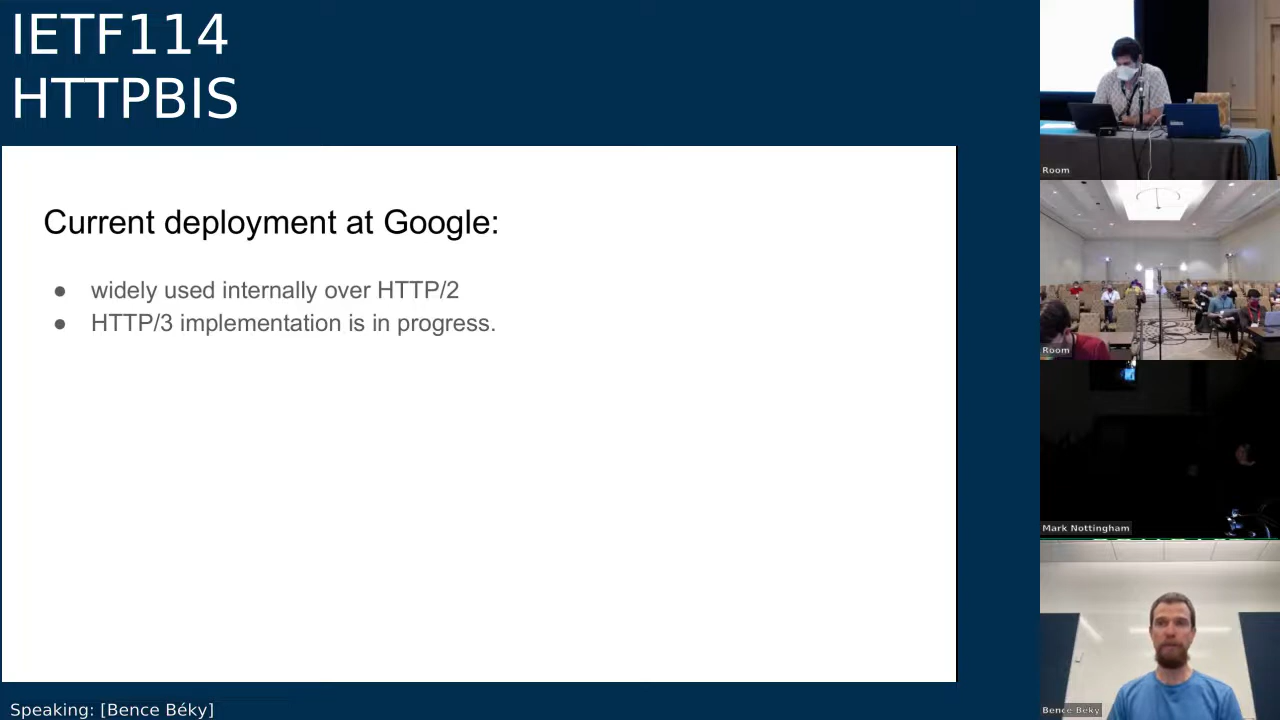 IETF114
HTTPBIS
Current deployment at Google:
● widely used internally over HTTP/2
● HTTP/3 implementation is in progress.
Speaking: [Bence Béky]
Room
Room
Mark Nottingham
Bence Béky